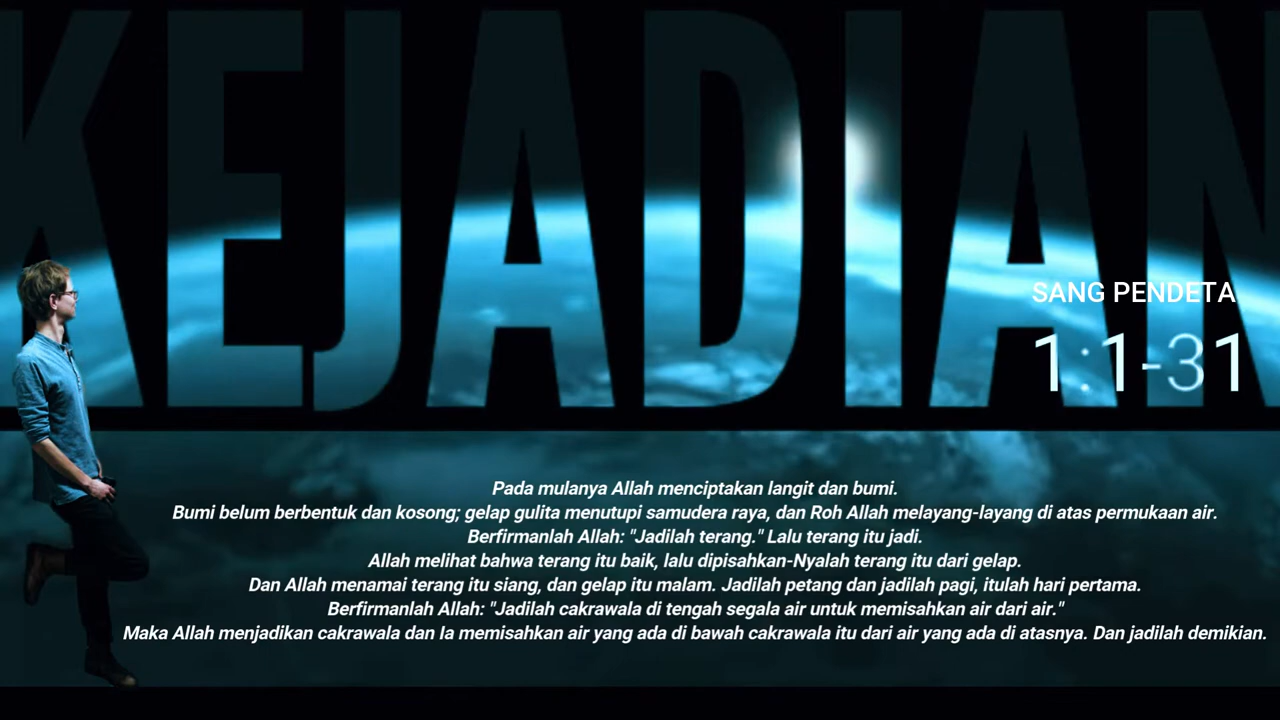 KEJADIAN
SANG PENDETA
1:1-31
Pada mulanya Allah menciptakan langit dan bumi.
Bumi belum berbentuk dan kosong; gelap gulita menutupi samudera raya, dan Roh Allah melayang-layang di atas permukaan air.
Berfirmanlah Allah: "Jadilah terang." Lalu terang itu jadi.
Allah melihat bahwa terang itu baik, lalu dipisahkan-Nyalah terang itu dari gelap.
Dan Allah menamai terang itu siang, dan gelap itu malam. Jadilah petang dan jadilah pagi, itulah hari pertama.
Berfirmanlah Allah: "Jadilah cakrawala di tengah segala air untuk memisahkan air dari air."
Maka Allah menjadikan cakrawala dan Ia memisahkan air yang ada di bawah cakrawala itu dari air yang ada di atasnya. Dan jadilah demikian.